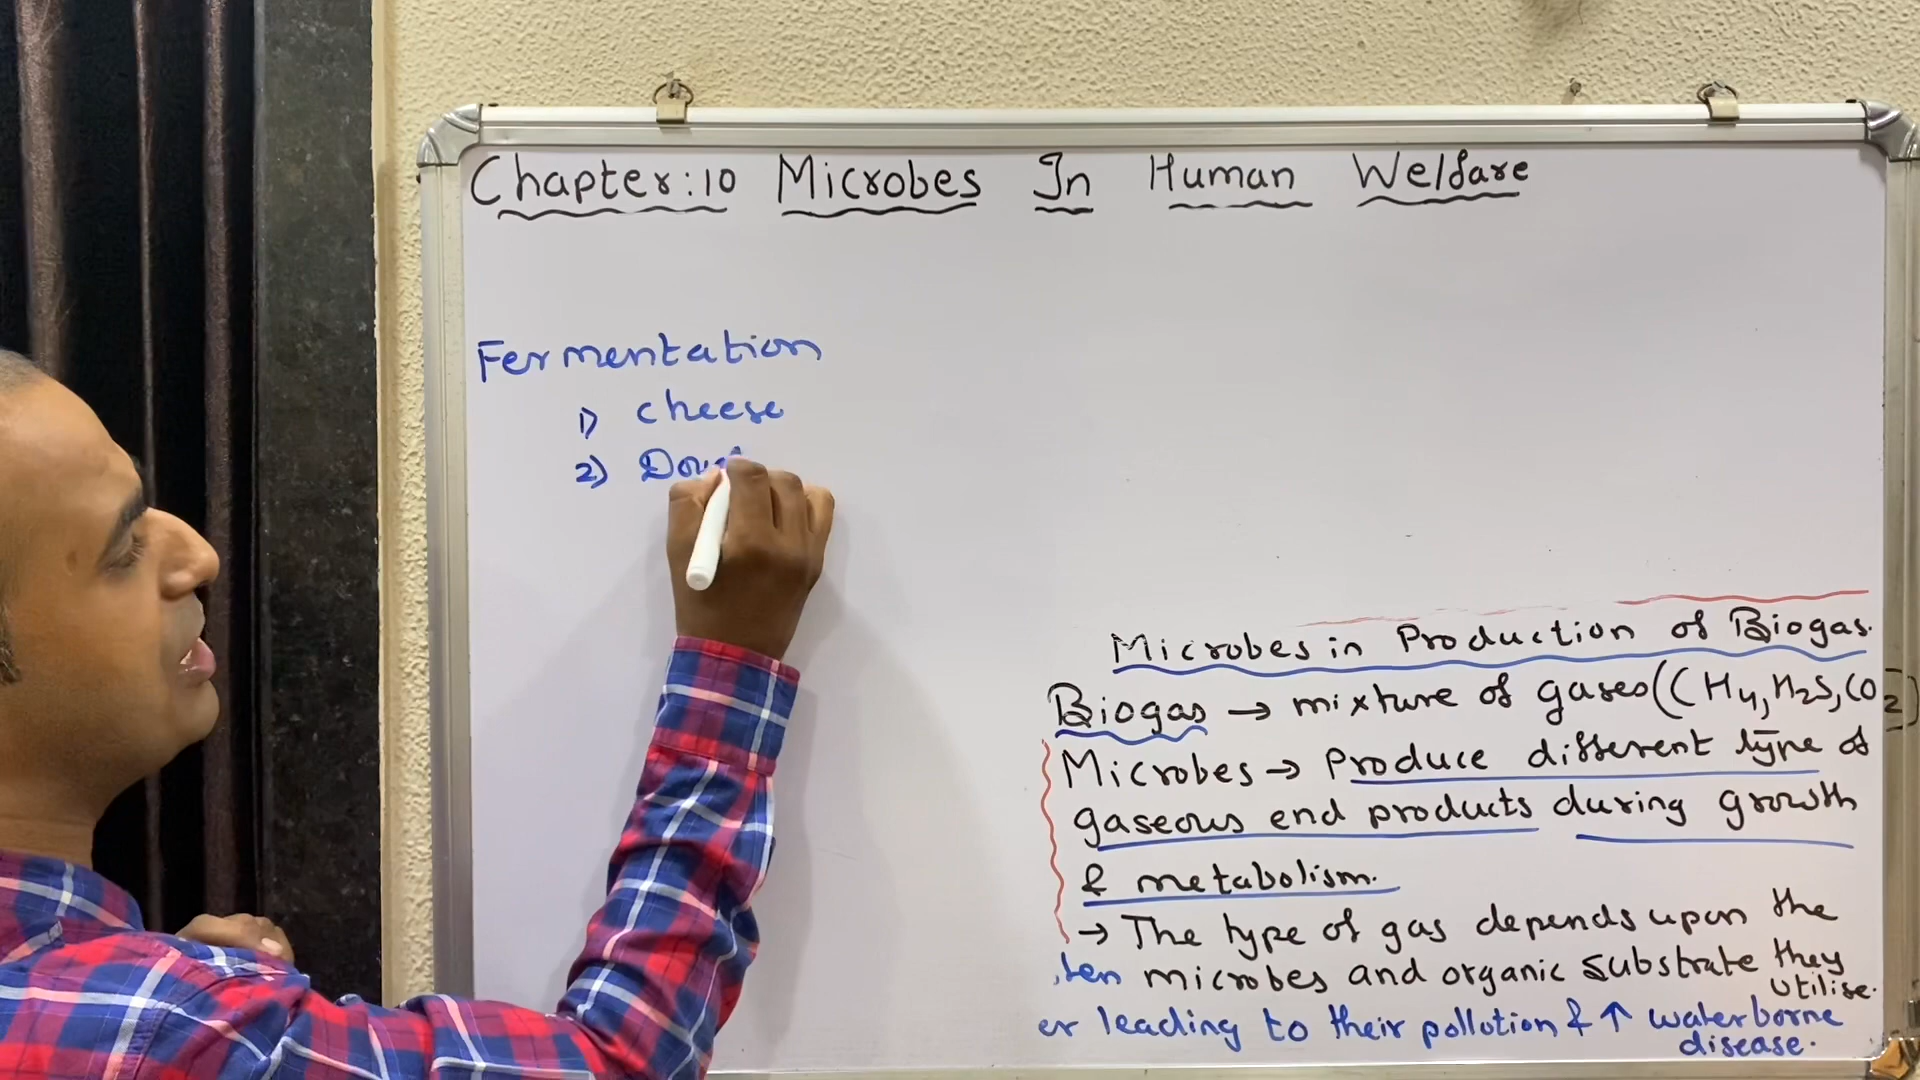 Chapter:10 Microbes In Human Welfare
Fermentation
1) cheese
2)
Microbes in Production of Biogas.
Biogas → mixture of gases (CH4, H2S, CO2)
Microbes → Produce different type of
gaseous end products during growth
& metabolism.
→ The type of gas depends upon the
microbes and organic substrate they
utilise.
er leading to their pollution & ↑ waterborne
disease.